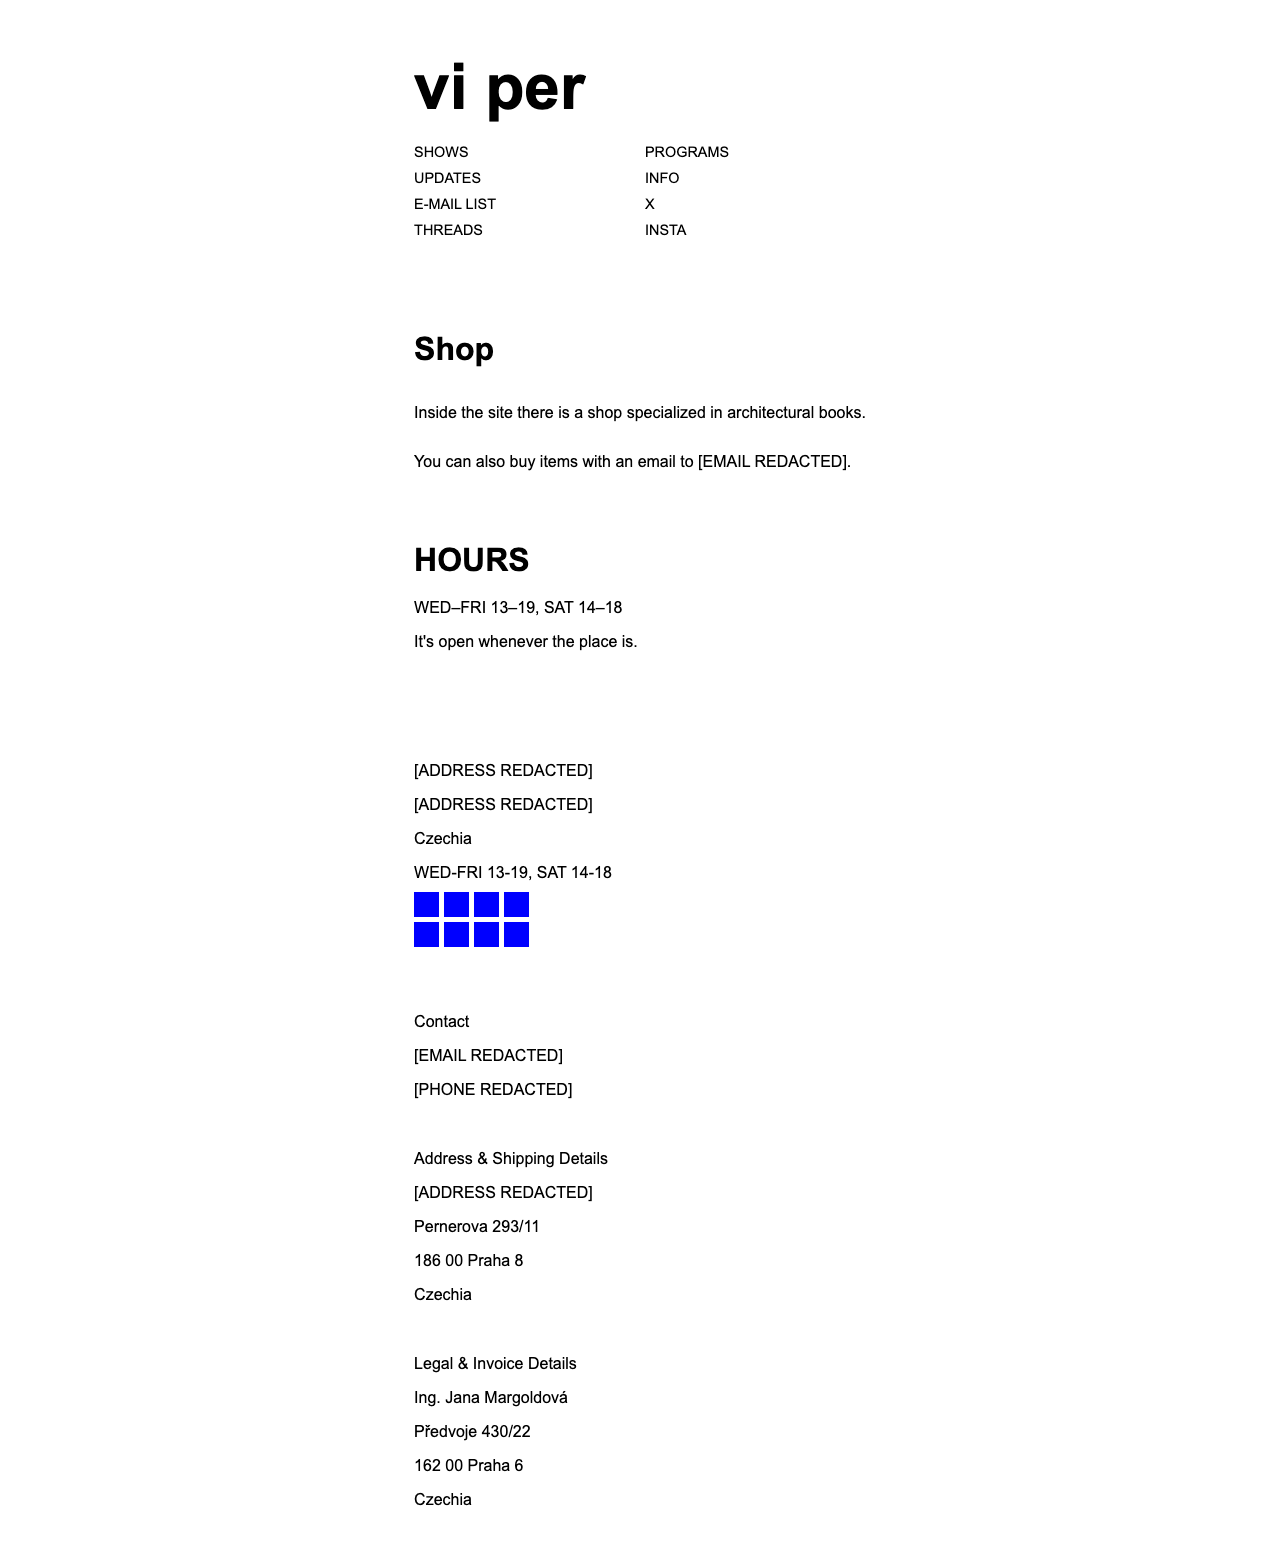 vi per
SHOWS PROGRAMS
UPDATES INFO
E-MAIL LIST X
THREADS INSTA
Shop
Inside the site there is a shop specialized in architectural books.
You can also buy items with an email to [EMAIL REDACTED].
HOURS
WED–FRI 13–19, SAT 14–18
It's open whenever the place is.
[ADDRESS REDACTED]
[ADDRESS REDACTED]
Czechia
WED-FRI 13-19, SAT 14-18
Contact
[EMAIL REDACTED]
[PHONE REDACTED]
Address & Shipping Details
[ADDRESS REDACTED]
Pernerova 293/11
186 00 Praha 8
Czechia
Legal & Invoice Details
Ing. Jana Margoldová
Předvoje 430/22
162 00 Praha 6
Czechia